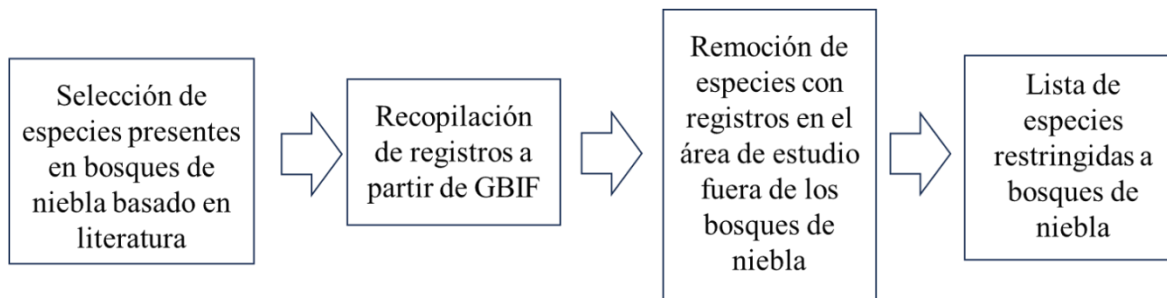 Selección de
especies presentes
en bosques de
niebla basado en
literatura
Recopilación
de registros a
partir de GBIF
Remoción de
especies con
registros en el
área de estudio
fuera de los
bosques de
niebla
Lista de
especies
restringidas a
bosques de
niebla